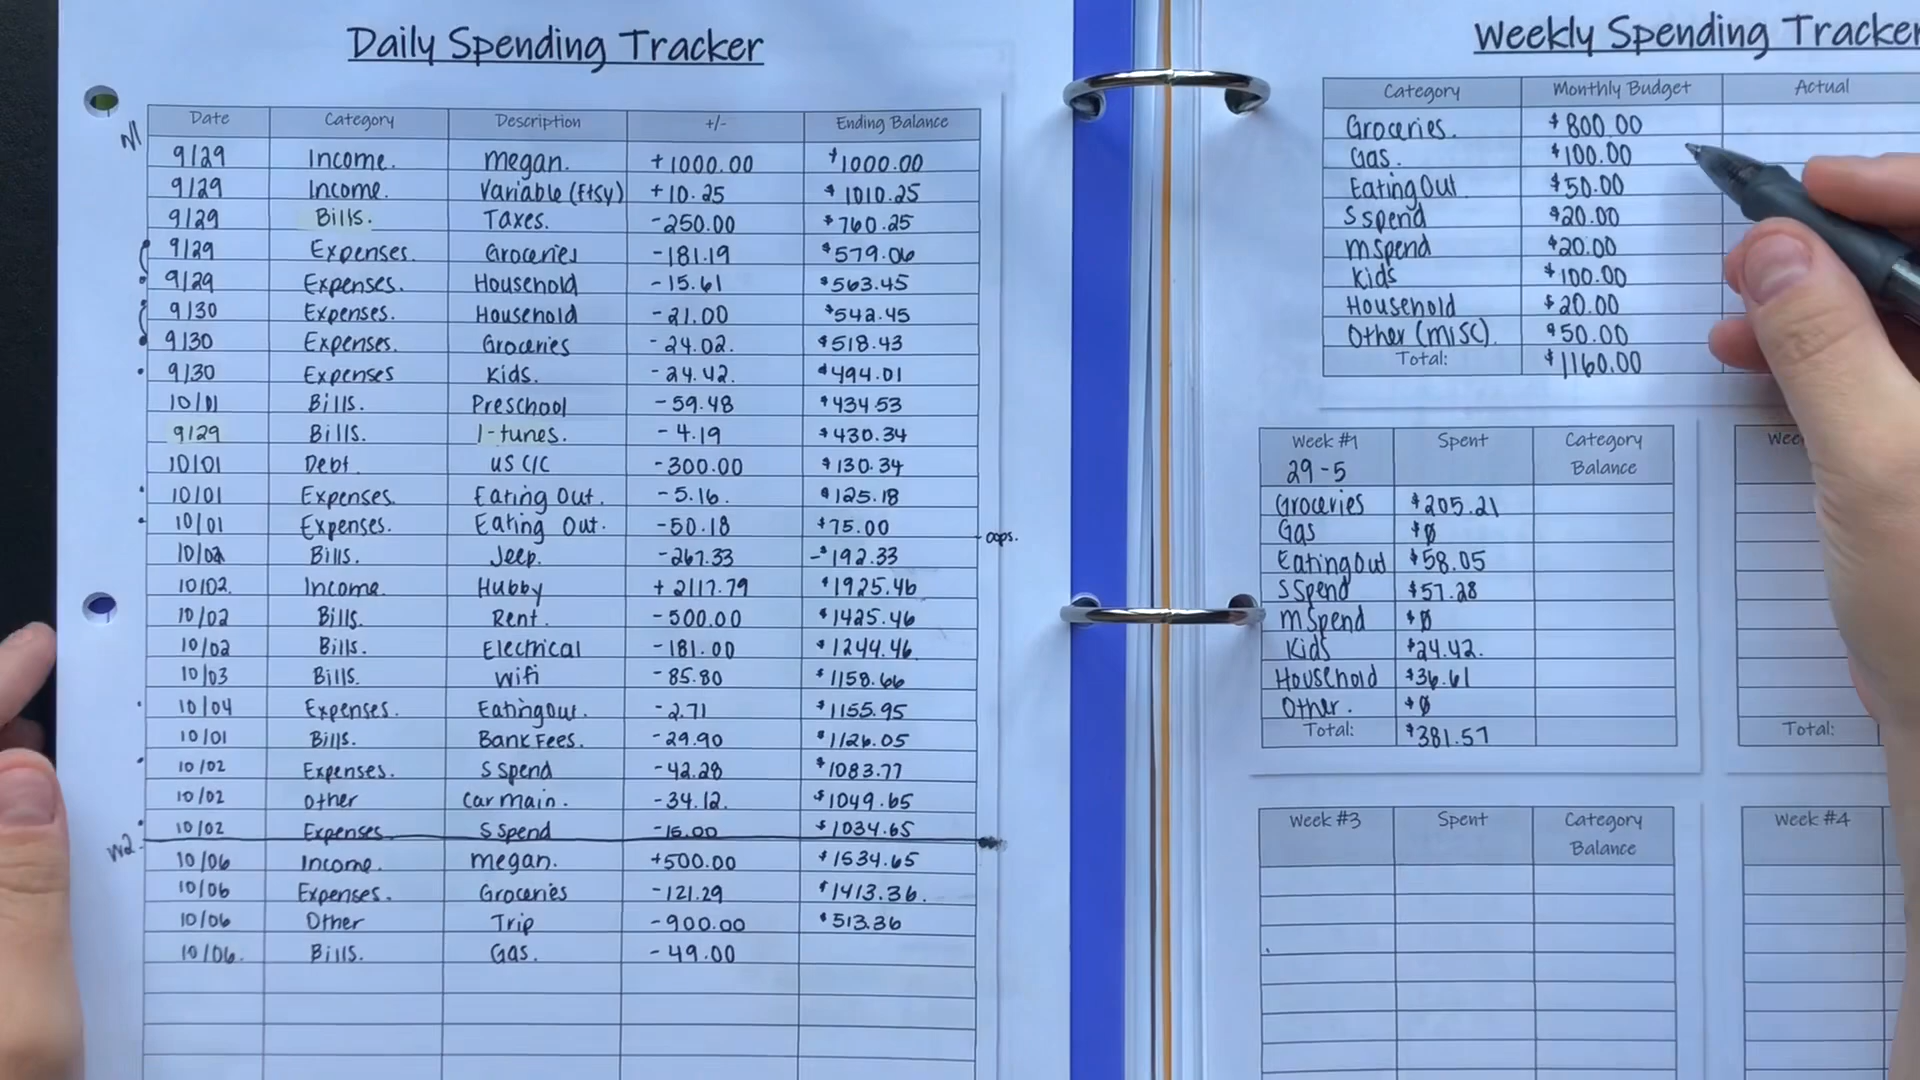 Daily Spending Tracker
Date Category Description +/- Ending Balance
W1
9/29 Income. megan. +1000.00 $1000.00
9/29 Income. Variable (Etsy) +10.25 $1010.25
9/29 Bills. Taxes. -250.00 $760.25
9/29 Expenses. Groceries -181.19 $579.06
9/29 Expenses. Household -15.61 $563.45
9/30 Expenses. Household -21.00 $542.45
9/30 Expenses. Groceries -24.02. $518.43
9/30 Expenses Kids. -24.42. $494.01
10/01 Bills. Preschool -59.48 $434.53
9/29 Bills. I-tunes. -4.19 $430.34
10/01 Debt. US C/C -300.00 $130.34
10/01 Expenses. Eating Out. -5.16. $125.18
10/01 Expenses. Eating Out. -50.18 $75.00
oops.
10/02 Bills. Jeep. -267.33 -$192.33
10/02. Income. Hubby +2117.79 $1925.46
10/02 Bills. Rent. -500.00 $1425.46
10/02 Bills. Electrical -181.00 $1244.46
10/03 Bills. Wifi -85.80 $1158.66
10/04 Expenses. Eating Out. -2.71 $1155.95
10/01 Bills. Bank Fees. -29.90 $1126.05
10/02 Expenses. S Spend -42.28 $1083.77
10/02 Other Car main. -34.12. $1049.65
10/02 Expenses S Spend -15.00 $1034.65
W2.
10/06 Income. megan. +500.00 $1534.65
10/06 Expenses. Groceries -121.29 $1413.36.
10/06 Other Trip -900.00 $513.36
10/06. Bills. Gas. -49.00
Weekly Spending Tracker
Category Monthly Budget Actual
Groceries. $800.00
Gas. $100.00
Eating Out $50.00
S Spend $20.00
m Spend $20.00
Kids $100.00
Household $20.00
Other (misc). $50.00
Total: $1160.00
Week #1 Spent Category Balance
29-5
Groceries $205.21
Gas $0
Eating Out $58.05
S Spend $57.28
m Spend $0
Kids $24.42.
Household $36.61
Other. $0
Total: $381.57
Total:
Week #3 Spent Category Balance
Week #4